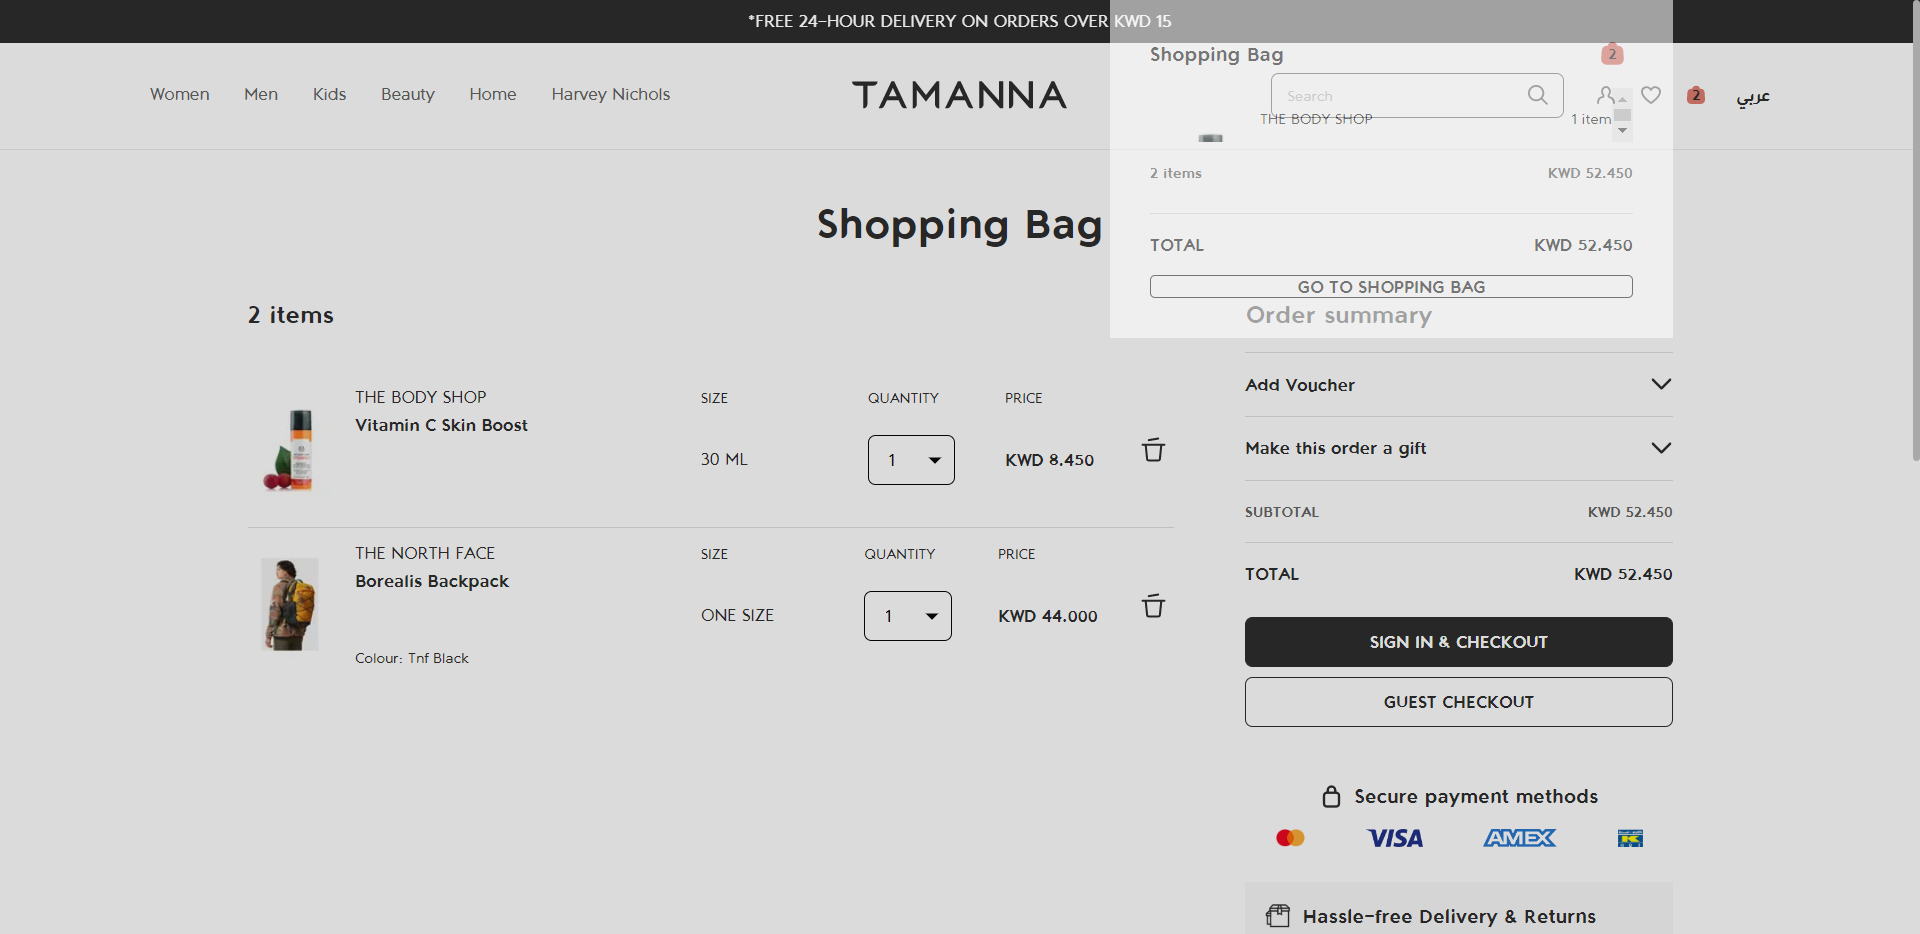 *FREE 24-HOUR DELIVERY ON ORDERS OVER KWD 15
Women
Men
Kids
Beauty
Home
Harvey Nichols
TAMANNA
Search
2
عربي
Shopping Bag
2
THE BODY SHOP
1 item
2 items
KWD 52.450
TOTAL
KWD 52.450
GO TO SHOPPING BAG
Shopping Bag
2 items
THE BODY SHOP
Vitamin C Skin Boost
SIZE
30 ML
QUANTITY
1
PRICE
KWD 8.450
THE NORTH FACE
Borealis Backpack
Colour: Tnf Black
SIZE
ONE SIZE
QUANTITY
1
PRICE
KWD 44.000
Order summary
Add Voucher
Make this order a gift
SUBTOTAL
KWD 52.450
TOTAL
KWD 52.450
SIGN IN & CHECKOUT
GUEST CHECKOUT
Secure payment methods
VISA
AMEX
Hassle-free Delivery & Returns